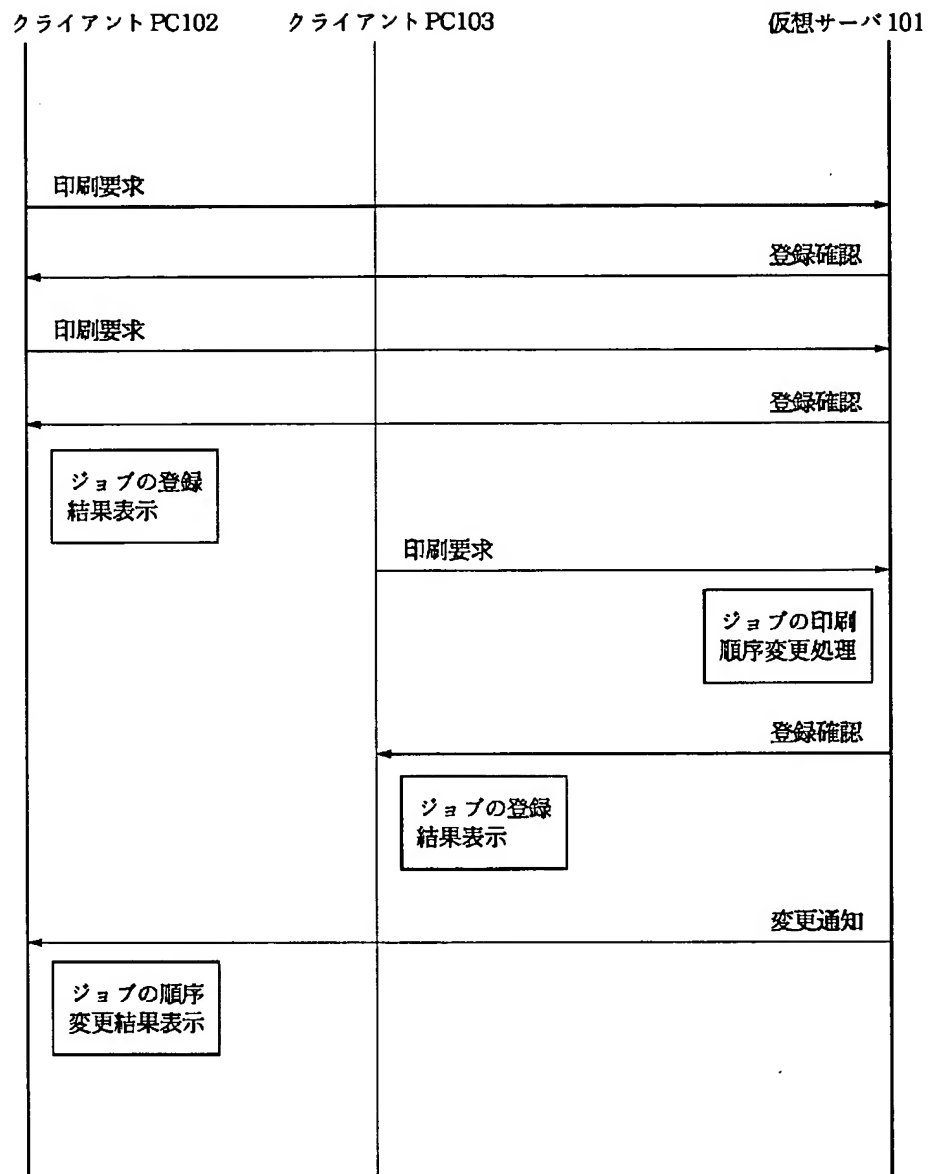 クライアントPC102
クライアントPC103
仮想サーバ101
印刷要求
登録確認
印刷要求
登録確認
ジョブの登録
結果表示
印刷要求
ジョブの印刷
順序変更処理
登録確認
ジョブの登録
結果表示
変更通知
ジョブの順序
変更結果表示